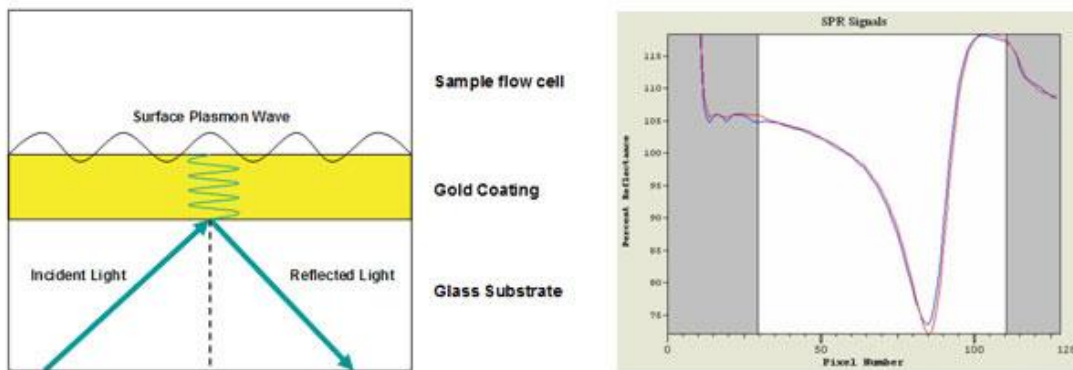 Surface Plasmon Wave
Incident Light
Reflected Light
Sample flow cell
Gold Coating
Glass Substrate
SPR Signals
Percent Reflectance
115
110
105
100
95
90
85
80
75
0
50
100
120
Pixel Number